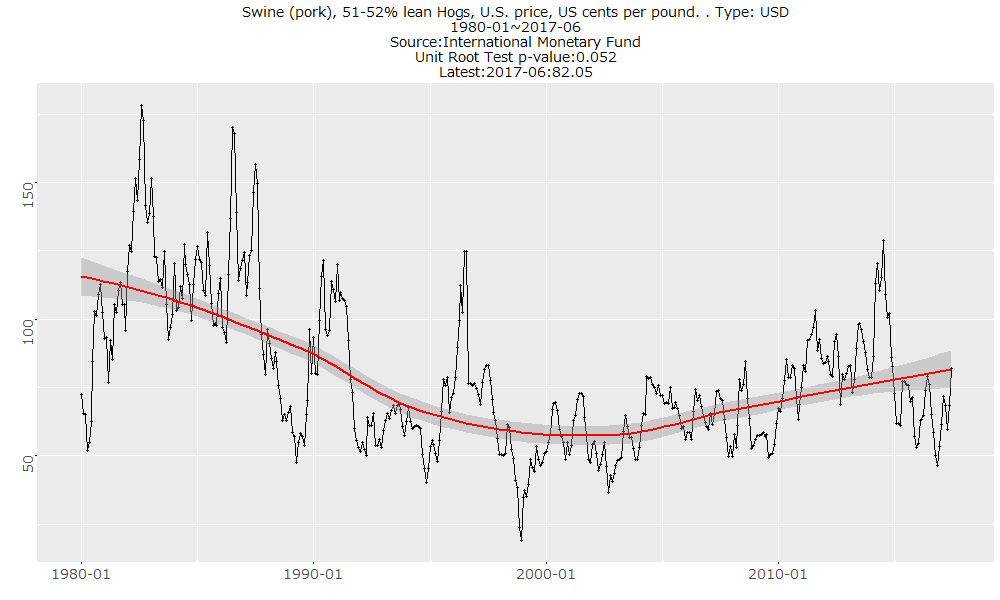 Swine (pork), 51-52% lean Hogs, U.S. price, US cents per pound. . Type: USD
1980-01~2017-06
Source:International Monetary Fund
Unit Root Test p-value:0.052
Latest:2017-06:82.05
150
100
50
1980-01 1990-01 2000-01 2010-01